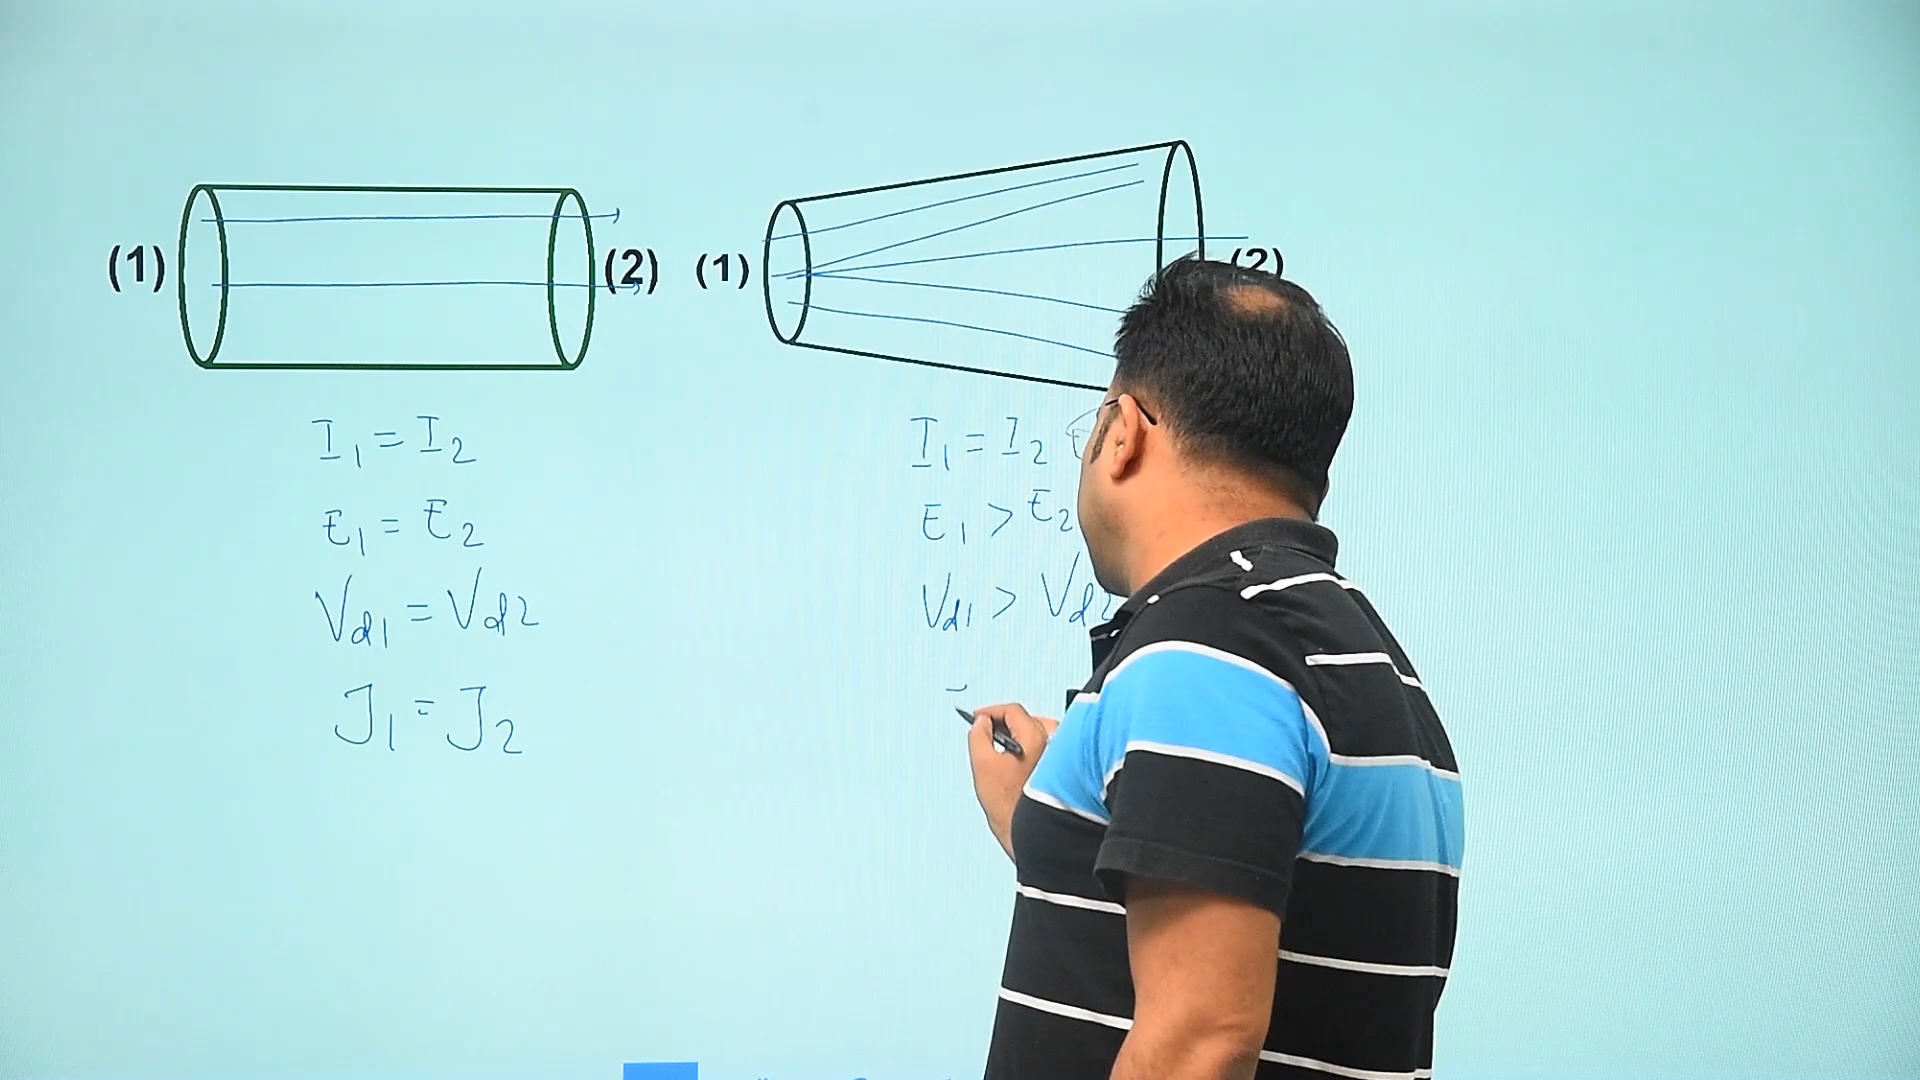 (1) (2) (1) (2)
I₁ = I₂
E₁ = E₂
Vd1 = Vd2
J₁ = J₂
I₁ = I₂
E₁ > E₂
Vd1 > Vd2